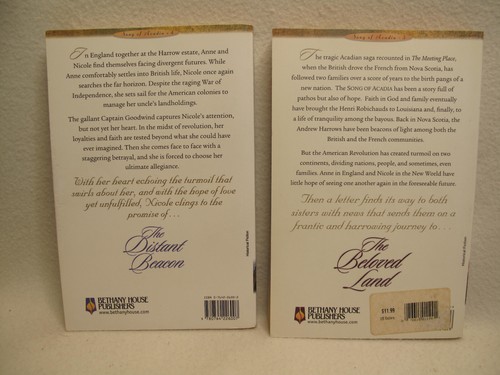 Song of Acadia • 4
In England together at the Harrow estate, Anne and
Nicole find themselves facing divergent futures. While
Anne comfortably settles into British life, Nicole once again
searches the far horizon. Despite the raging War of
Independence, she sets sail for the American colonies to
manage her uncle's landholdings.
The gallant Captain Goodwind captures Nicole's attention,
but not yet her heart. In the midst of revolution, her
loyalties and faith are tested beyond what she could have
ever imagined. Then she comes face to face with a
staggering betrayal, and she is forced to choose her
ultimate allegiance.
With her heart echoing the turmoil that
swirls about her, and with the hope of love
yet unfulfilled, Nicole clings to the
promise of . . .
The
Distant
Beacon
Historical Fiction
BETHANY HOUSE
PUBLISHERS
www.bethanyhouse.com
Song of Acadia
The tragic Acadian saga recounted in The Meeting Place,
when the British drove the French from Nova Scotia, has
followed two families over a score of years to the birth pangs of a
new nation. The SONG OF ACADIA has been a story full of
pathos but also of hope. Faith in God and family eventually
have brought the Henri Robichauds to Louisiana and, finally, to
a life of tranquility among the bayous. Back in Nova Scotia, the
Andrew Harrows have been beacons of light among both the
British and the French communities.
But the American Revolution has created turmoil on two
continents, dividing nations, people, and sometimes, even
families. Anne in England and Nicole in the New World have
little hope of seeing one another again in the foreseeable future.
Then a letter finds its way to both
sisters with news that sends them on a
frantic and harrowing journey to. . .
The
Beloved
Land
Historical Fiction
BETHANY HOUSE
PUBLISHERS
www.bethanyhouse.com
$11.99